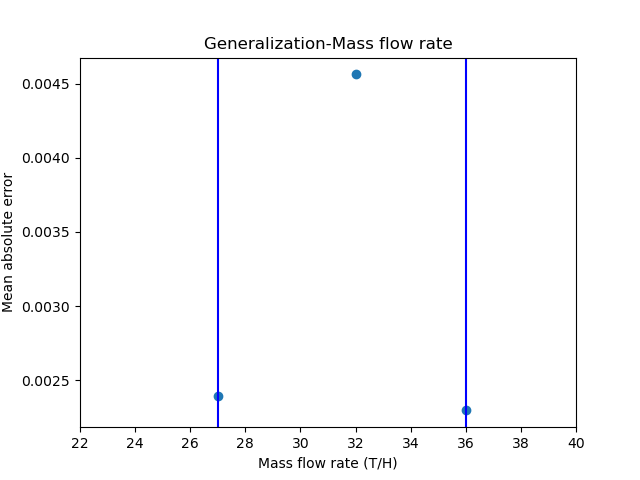 Generalization-Mass flow rate
Mean absolute error
0.0045
0.0040
0.0035
0.0030
0.0025
22 24 26 28 30 32 34 36 38 40
Mass flow rate (T/H)